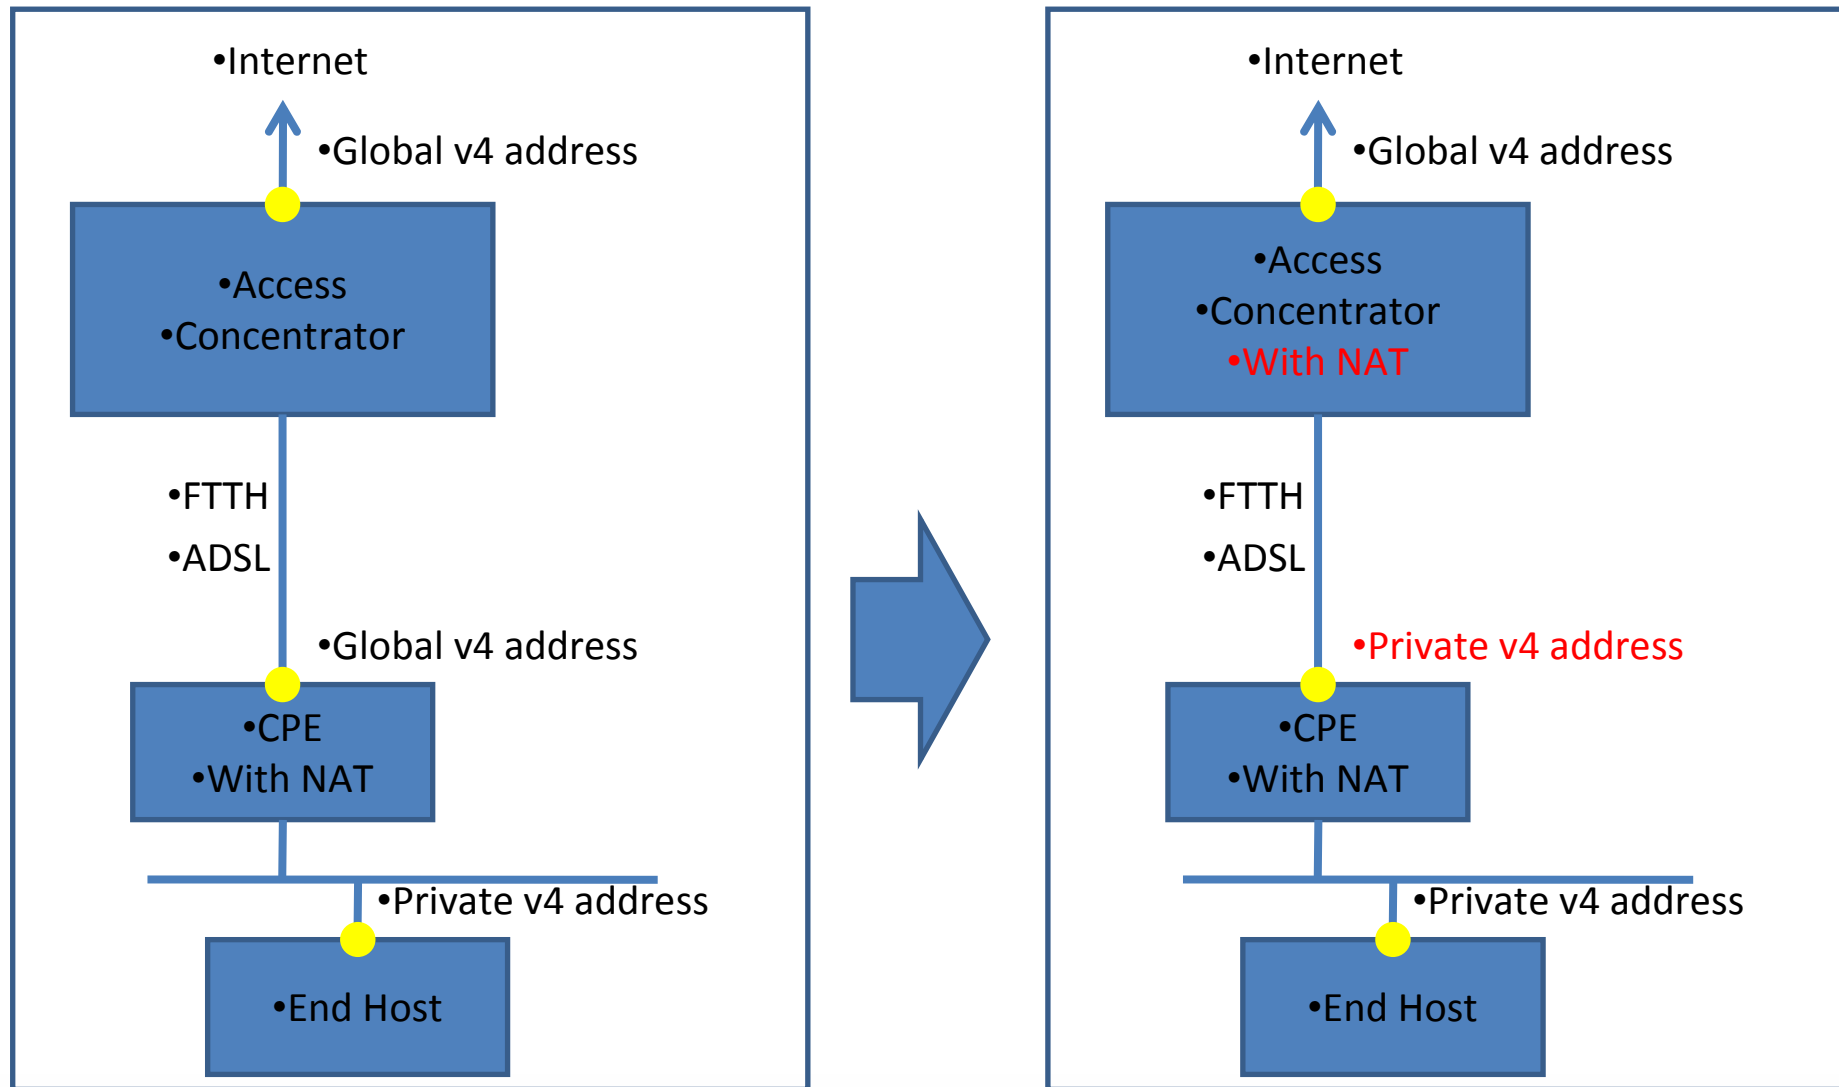 •Internet
•Global v4 address
•Access
•Concentrator
•FTTH
•ADSL
•Global v4 address
•CPE
•With NAT
•Private v4 address
•End Host
•Internet
•Global v4 address
•Access
•Concentrator
•With NAT
•FTTH
•ADSL
•Private v4 address
•CPE
•With NAT
•Private v4 address
•End Host